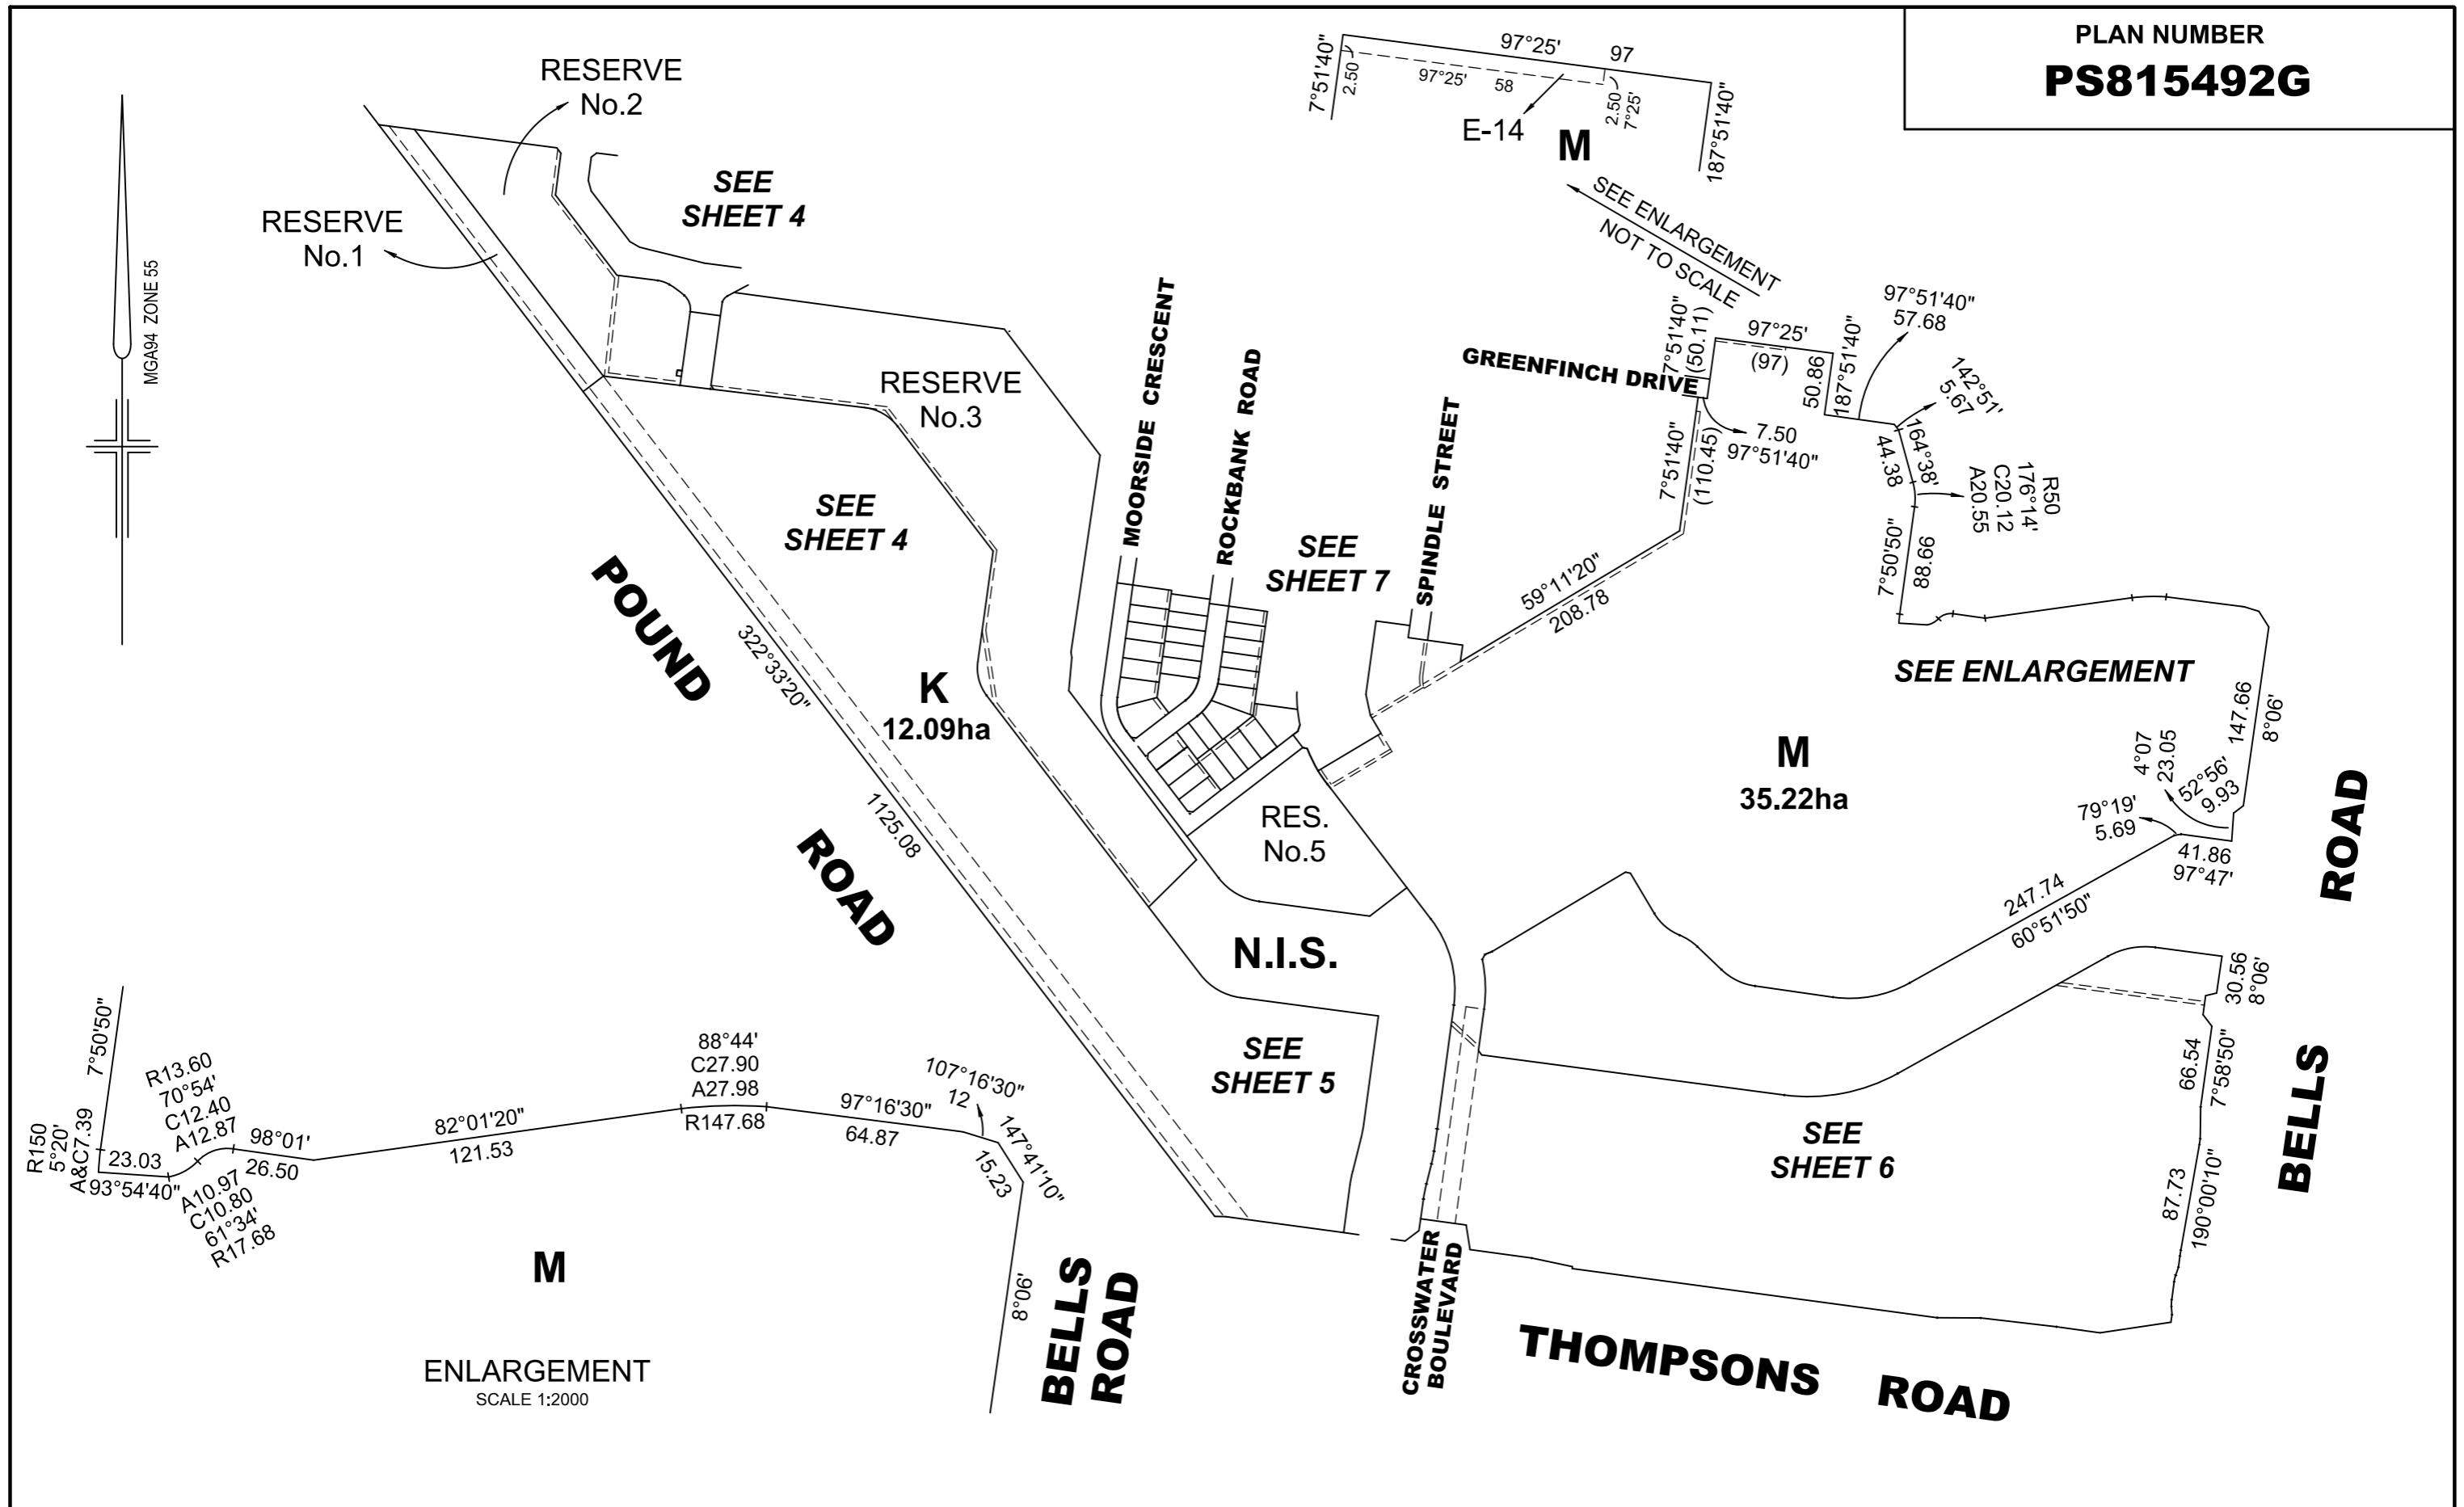 PLAN NUMBER
PS815492G
RESERVE
No.2
RESERVE
No.1
SEE
SHEET 4
MGA94 ZONE 55
7°51'40"
2.50
97°25'
97
97°25'
58
2.50
7°25'
E-14
M
187°51'40"
SEE ENLARGEMENT
NOT TO SCALE
RESERVE
No.3
MOORSIDE CRESCENT
ROCKBANK ROAD
SPINDLE STREET
GREENFINCH DRIVE
7°51'40"
(50.11)
97°25'
(97)
50.86
187°51'40"
97°51'40"
57.68
142°51'
5.67
164°38'
44.38
R50
176°14'
C20.12
A20.55
7.50
97°51'40"
7°51'40"
(110.45)
7°50'50"
88.66
SEE
SHEET 4
SEE
SHEET 7
59°11'20"
208.78
POUND
ROAD
322°33'20"
1125.08
K
12.09ha
SEE ENLARGEMENT
M
35.22ha
147.66
8°06'
4°07
23.05
52°56'
9.93
79°19'
5.69
41.86
97°47'
247.74
60°51'50"
RES.
No.5
N.I.S.
ROAD
BELLS
30.56
8°06'
66.54
7°58'50"
87.73
190°00'10"
SEE
SHEET 5
SEE
SHEET 6
CROSSWATER
BOULEVARD
THOMPSONS ROAD
7°50'50"
R150
5°20'
A&C7.39
23.03
93°54'40"
R13.60
70°54'
C12.40
A12.87
A10.97
C10.80
61°34'
R17.68
98°01'
26.50
82°01'20"
121.53
88°44'
C27.90
A27.98
R147.68
97°16'30"
64.87
107°16'30"
12
147°41'10"
15.23
8°06'
BELLS
ROAD
M
ENLARGEMENT
SCALE 1:2000